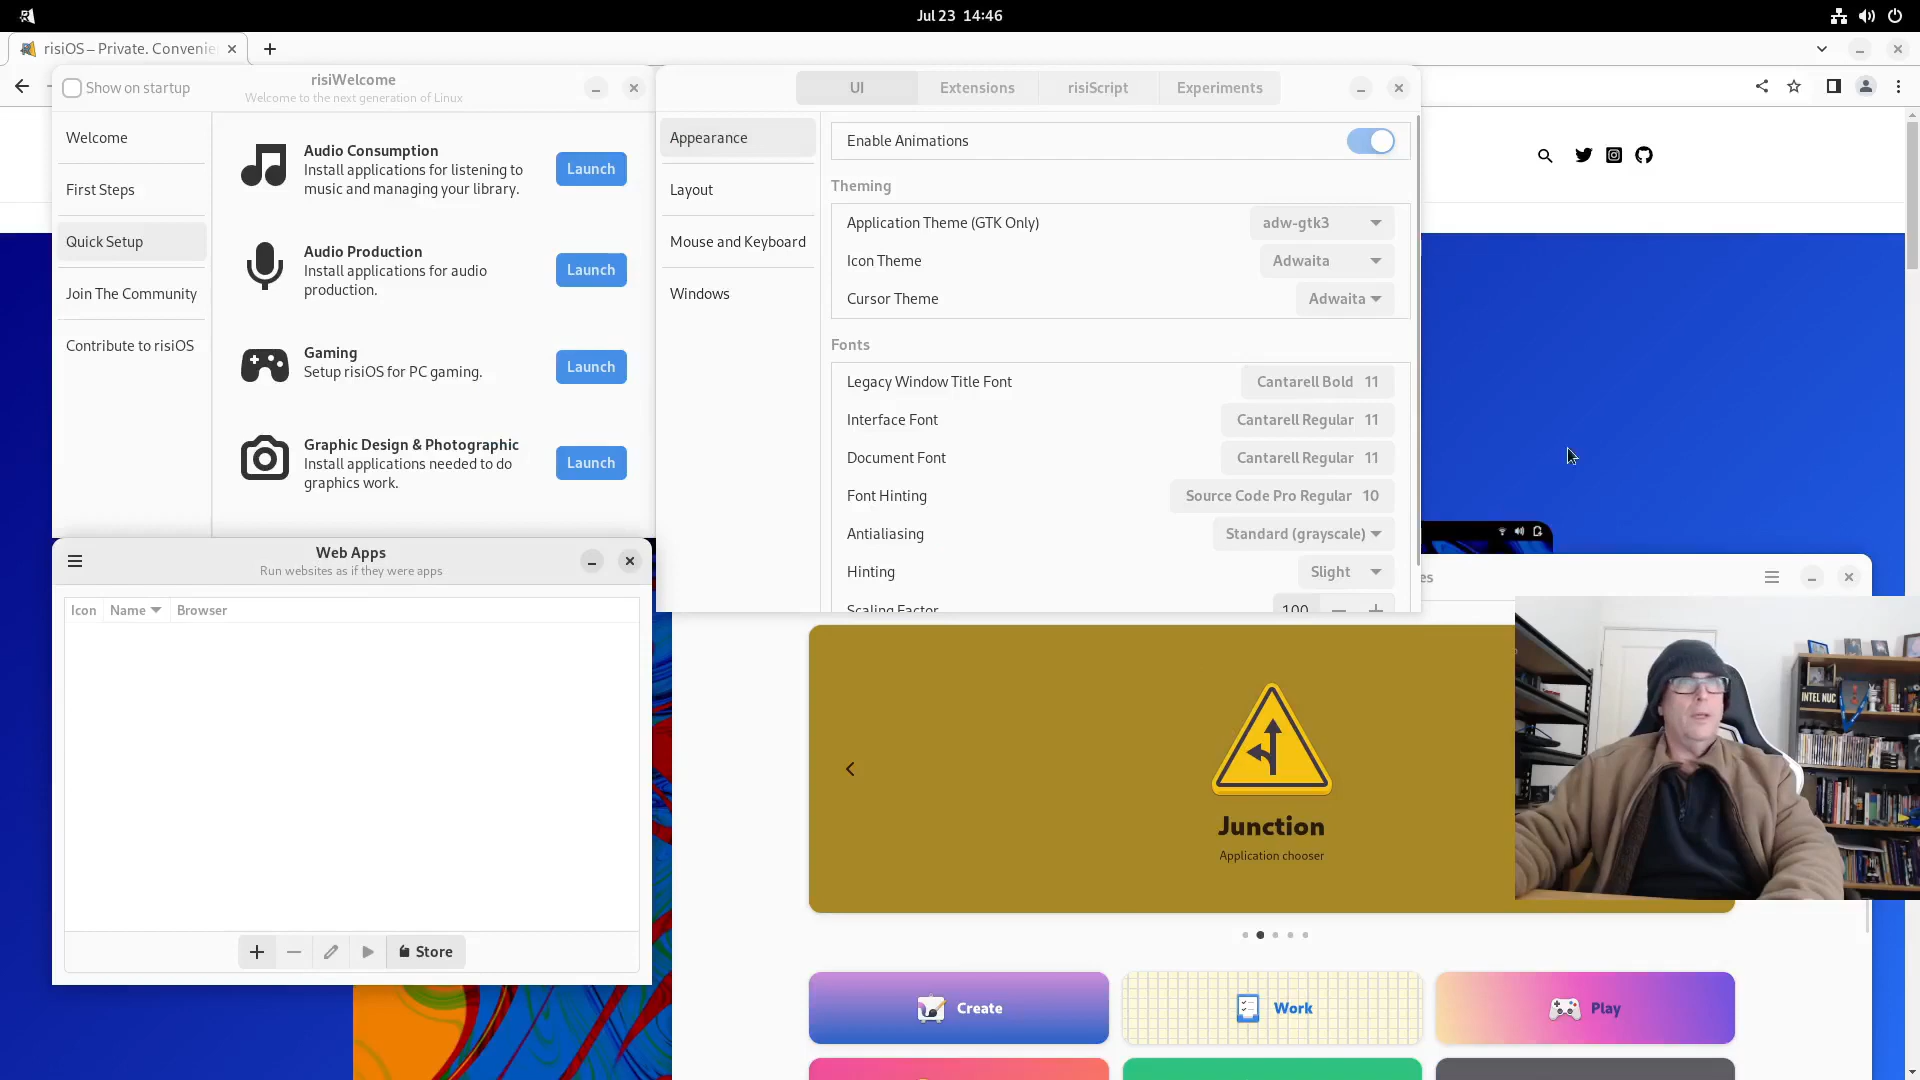 Jul 23 14:46
risiOS – Private. Convenie
Show on startup
risiWelcome
Welcome to the next generation of Linux
Welcome
First Steps
Quick Setup
Join The Community
Contribute to risiOS
Audio Consumption
Install applications for listening to
music and managing your library.
Launch
Audio Production
Install applications for audio
production.
Launch
Gaming
Setup risiOS for PC gaming.
Launch
Graphic Design & Photographic
Install applications needed to do
graphics work.
Launch
UI
Extensions
risiScript
Experiments
Appearance
Layout
Mouse and Keyboard
Windows
Enable Animations
Theming
Application Theme (GTK Only)
adw-gtk3
Icon Theme
Adwaita
Cursor Theme
Adwaita
Fonts
Legacy Window Title Font
Cantarell Bold 11
Interface Font
Cantarell Regular 11
Document Font
Cantarell Regular 11
Font Hinting
Source Code Pro Regular 10
Antialiasing
Standard (grayscale)
Hinting
Slight
Scaling Factor
100
Web Apps
Run websites as if they were apps
Icon
Name
Browser
Store
es
Junction
Application chooser
INTEL NUC
Create
Work
Play